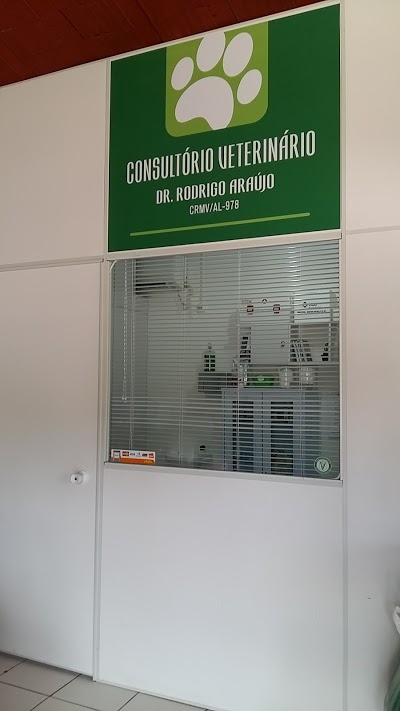 CONSULTÓRIO VETERINÁRIO
DR. RODRIGO ARAÚJO
CRMV/AL-978
V